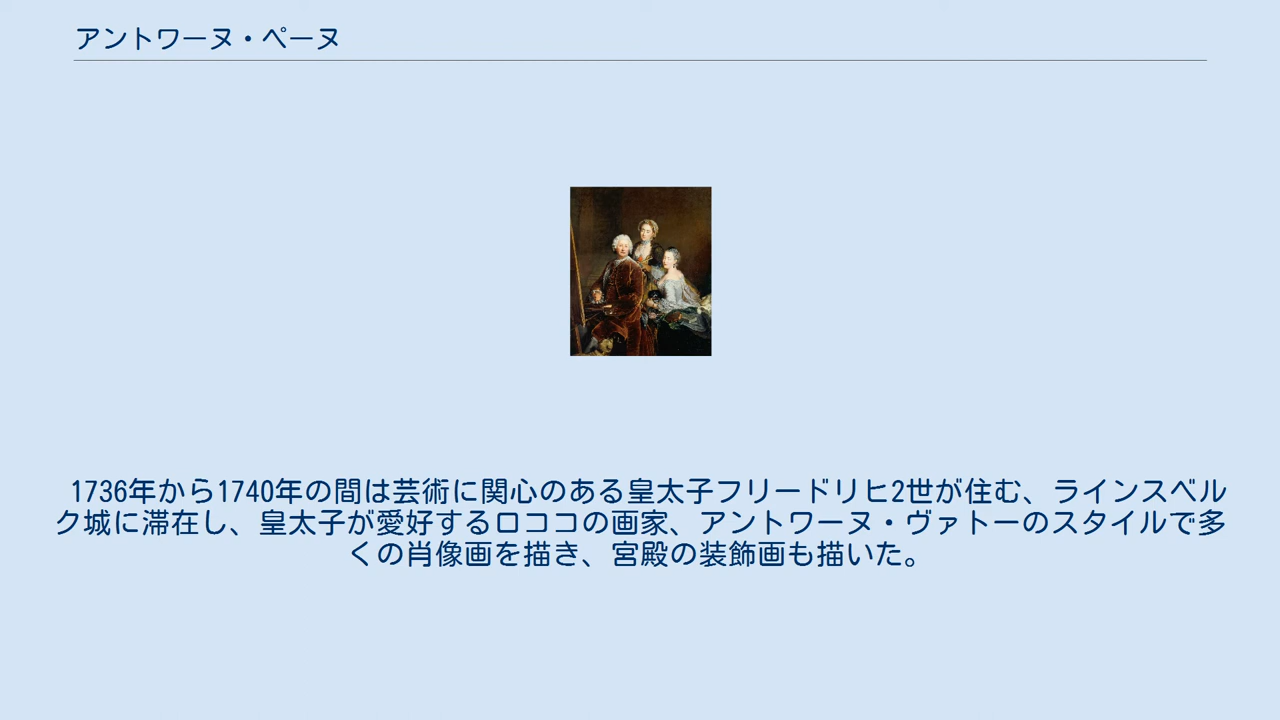 アントワーヌ・ペーヌ
1736年から1740年の間は芸術に関心のある皇太子フリードリヒ2世が住む、ラインスベル
ク城に滞在し、皇太子が愛好するロココの画家、アントワーヌ・ヴァトーのスタイルで多
くの肖像画を描き、宮殿の装飾画も描いた。